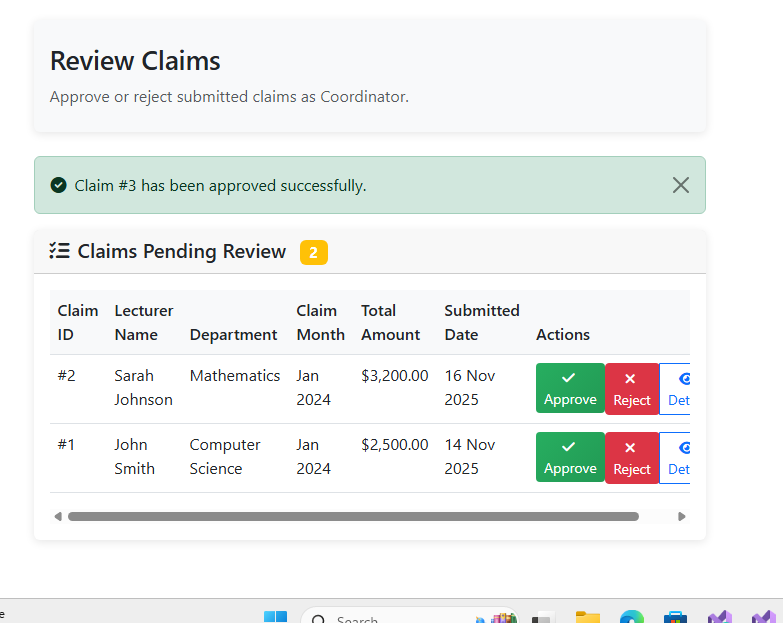 Review Claims
Approve or reject submitted claims as Coordinator.
Claim #3 has been approved successfully.
Claims Pending Review 2
Claim ID Lecturer Name Department Claim Month Total Amount Submitted Date Actions
#2 Sarah Johnson Mathematics Jan 2024 $3,200.00 16 Nov 2025 Approve Reject Det
#1 John Smith Computer Science Jan 2024 $2,500.00 14 Nov 2025 Approve Reject Det
e Search